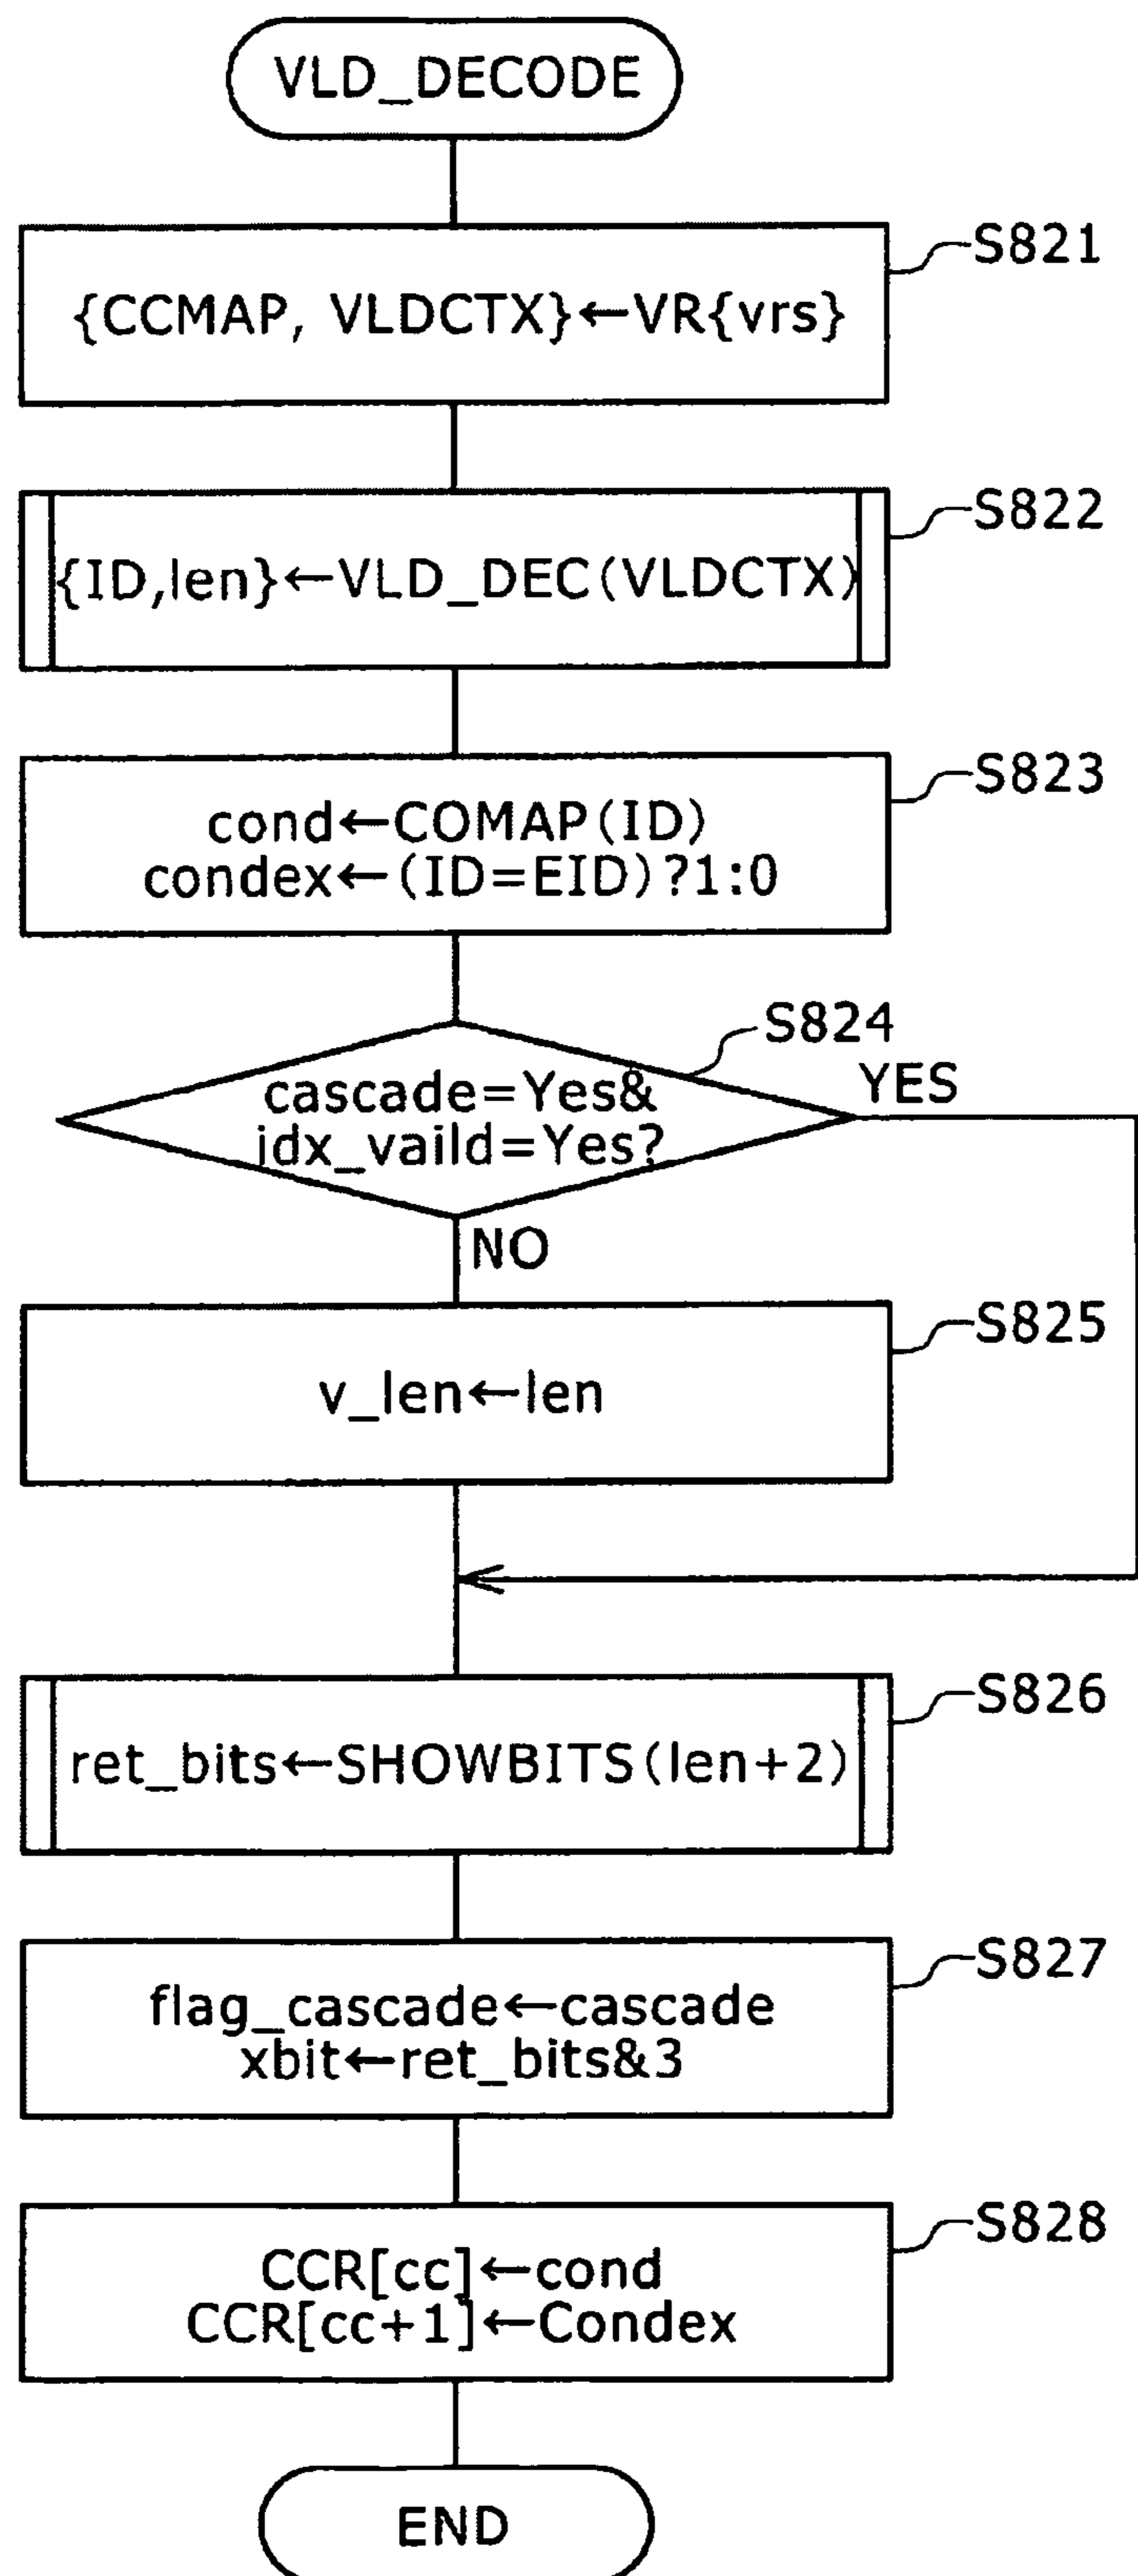 VLD_DECODE
S821
{CCMAP, VLDCTX}←VR{vrs}
S822
{ID,len}←VLD_DEC(VLDCTX)
S823
cond←COMAP(ID)
condex←(ID=EID)?1:0
S824
cascade=Yes&
idx_vaild=Yes?
YES
NO
S825
v_len←len
S826
ret_bits←SHOWBITS(len+2)
S827
flag_cascade←cascade
xbit←ret_bits&3
S828
CCR[cc]←cond
CCR[cc+1]←Condex
END